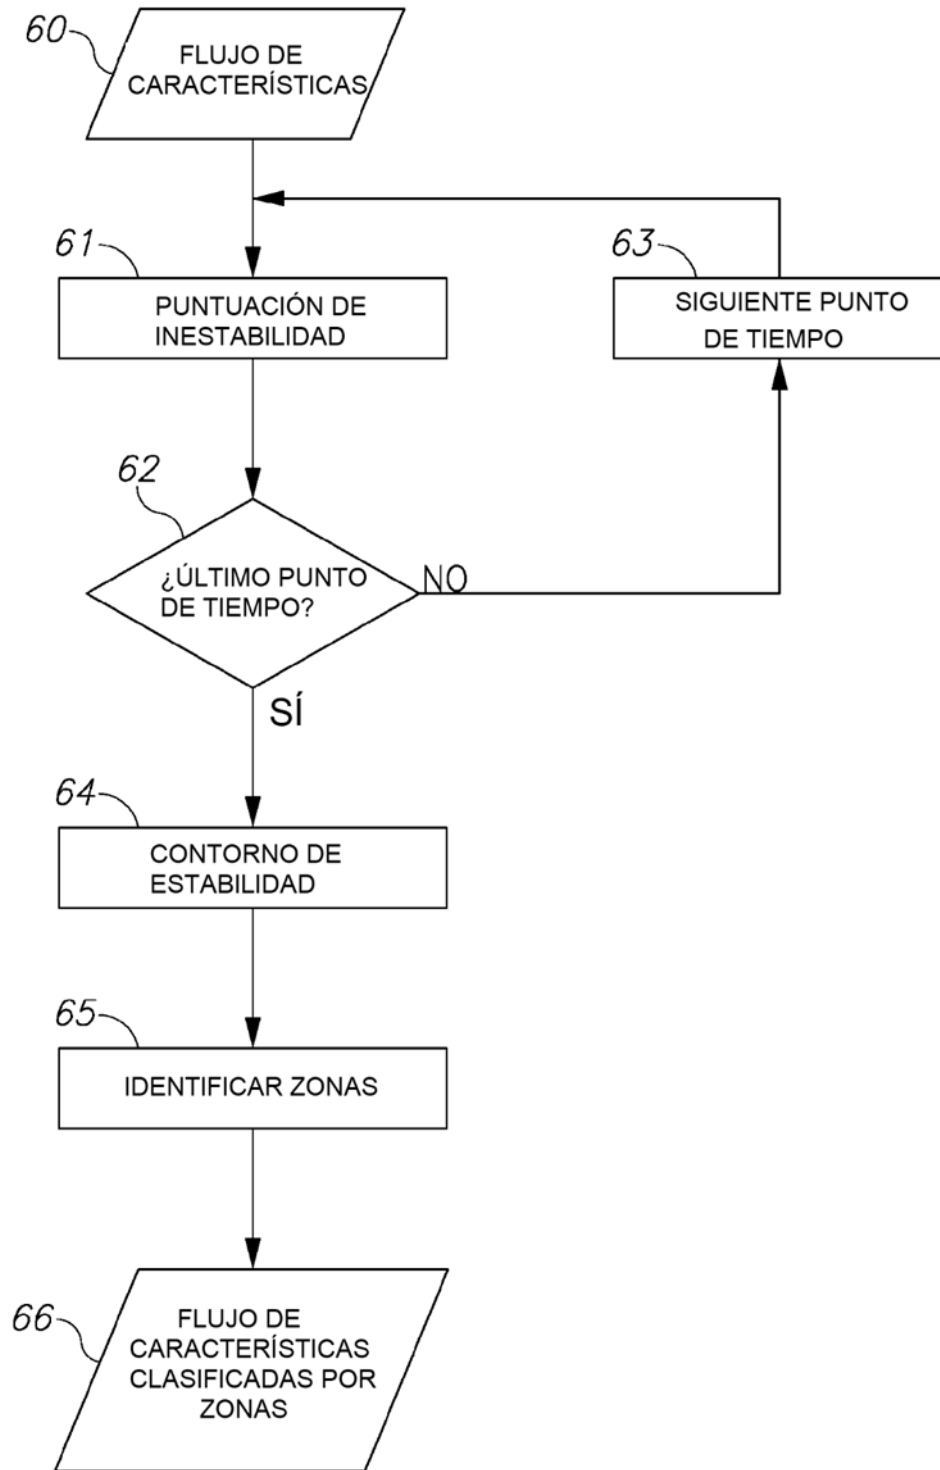 60
FLUJO DE
CARACTERÍSTICAS
61
PUNTUACIÓN DE
INESTABILIDAD
63
SIGUIENTE PUNTO
DE TIEMPO
62
¿ÚLTIMO PUNTO
DE TIEMPO?
NO
SÍ
64
CONTORNO DE
ESTABILIDAD
65
IDENTIFICAR ZONAS
66
FLUJO DE
CARACTERÍSTICAS
CLASIFICADAS POR
ZONAS